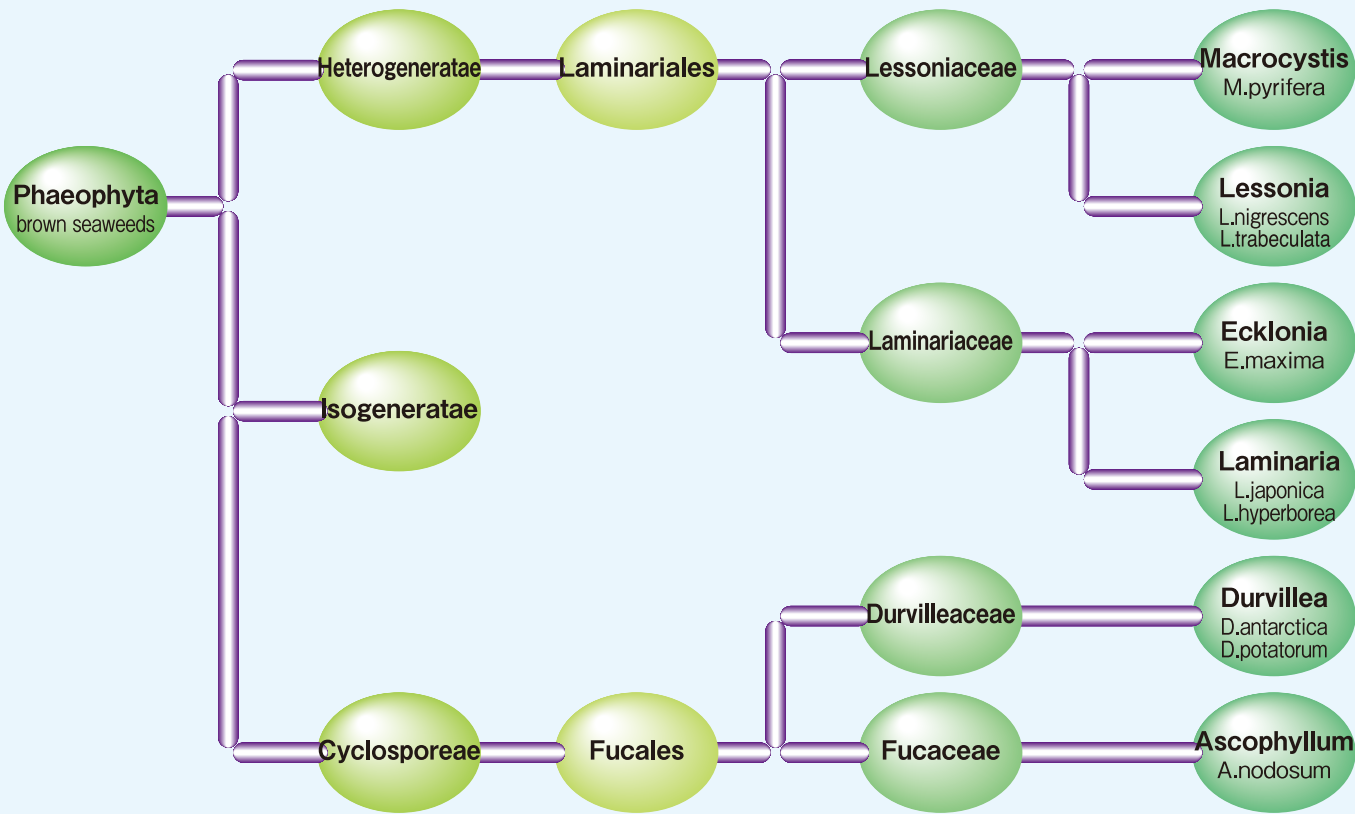 Heterogeneratae
Laminariales
Lessoniaceae
Macrocystis
M.pyrifera
Phaeophyta
brown seaweeds
Lessonia
L.nigrescens
L.trabeculata
Laminariaceae
Ecklonia
E.maxima
Isogeneratae
Laminaria
L.japonica
L.hyperborea
Durvilleaceae
Durvillea
D.antarctica
D.potatorum
Cyclosporeae
Fucales
Fucaceae
Ascophyllum
A.nodosum